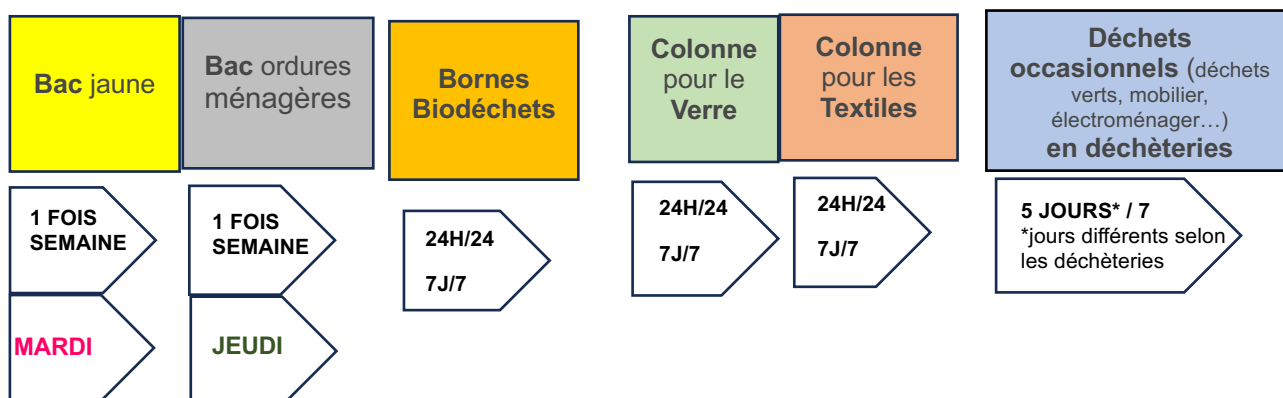 Bac jaune
Bac ordures
ménagères
Bornes
Biodéchets
Colonne
pour le
Verre
Colonne
pour les
Textiles
Déchets
occasionnels (déchets
verts, mobilier,
électroménager…)
en déchèteries
1 FOIS
SEMAINE
1 FOIS
SEMAINE
24H/24
7J/7
24H/24
7J/7
24H/24
7J/7
5 JOURS* / 7
*jours différents selon
les déchèteries
MARDI
JEUDI